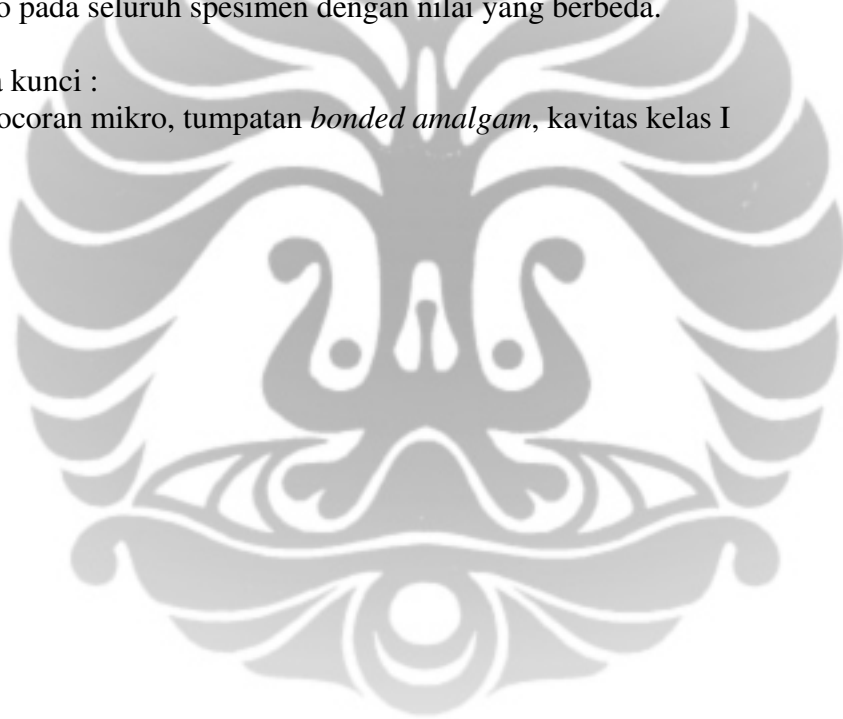 o pada seluruh spesimen dengan nilai yang berbeda.
a kunci :
ocoran mikro, tumpatan bonded amalgam, kavitas kelas I